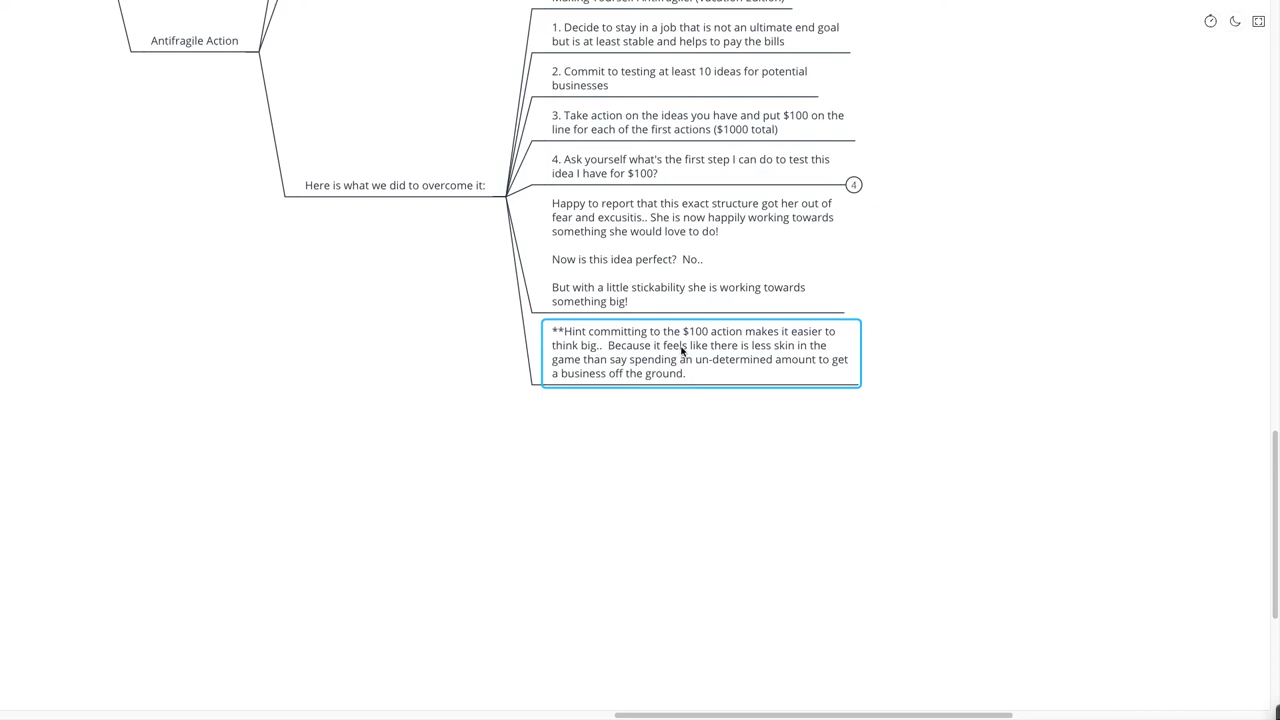 Making Yourself Antifragile! (Vacation Edition)
1. Decide to stay in a job that is not an ultimate end goal
but is at least stable and helps to pay the bills
Antifragile Action
2. Commit to testing at least 10 ideas for potential
businesses
3. Take action on the ideas you have and put $100 on the
line for each of the first actions ($1000 total)
4. Ask yourself what's the first step I can do to test this
idea I have for $100?
4
Here is what we did to overcome it:
Happy to report that this exact structure got her out of
fear and excusitis.. She is now happily working towards
something she would love to do!
Now is this idea perfect?  No..
But with a little stickability she is working towards
something big!
**Hint committing to the $100 action makes it easier to
think big..  Because it feels like there is less skin in the
game than say spending an un-determined amount to get
a business off the ground.